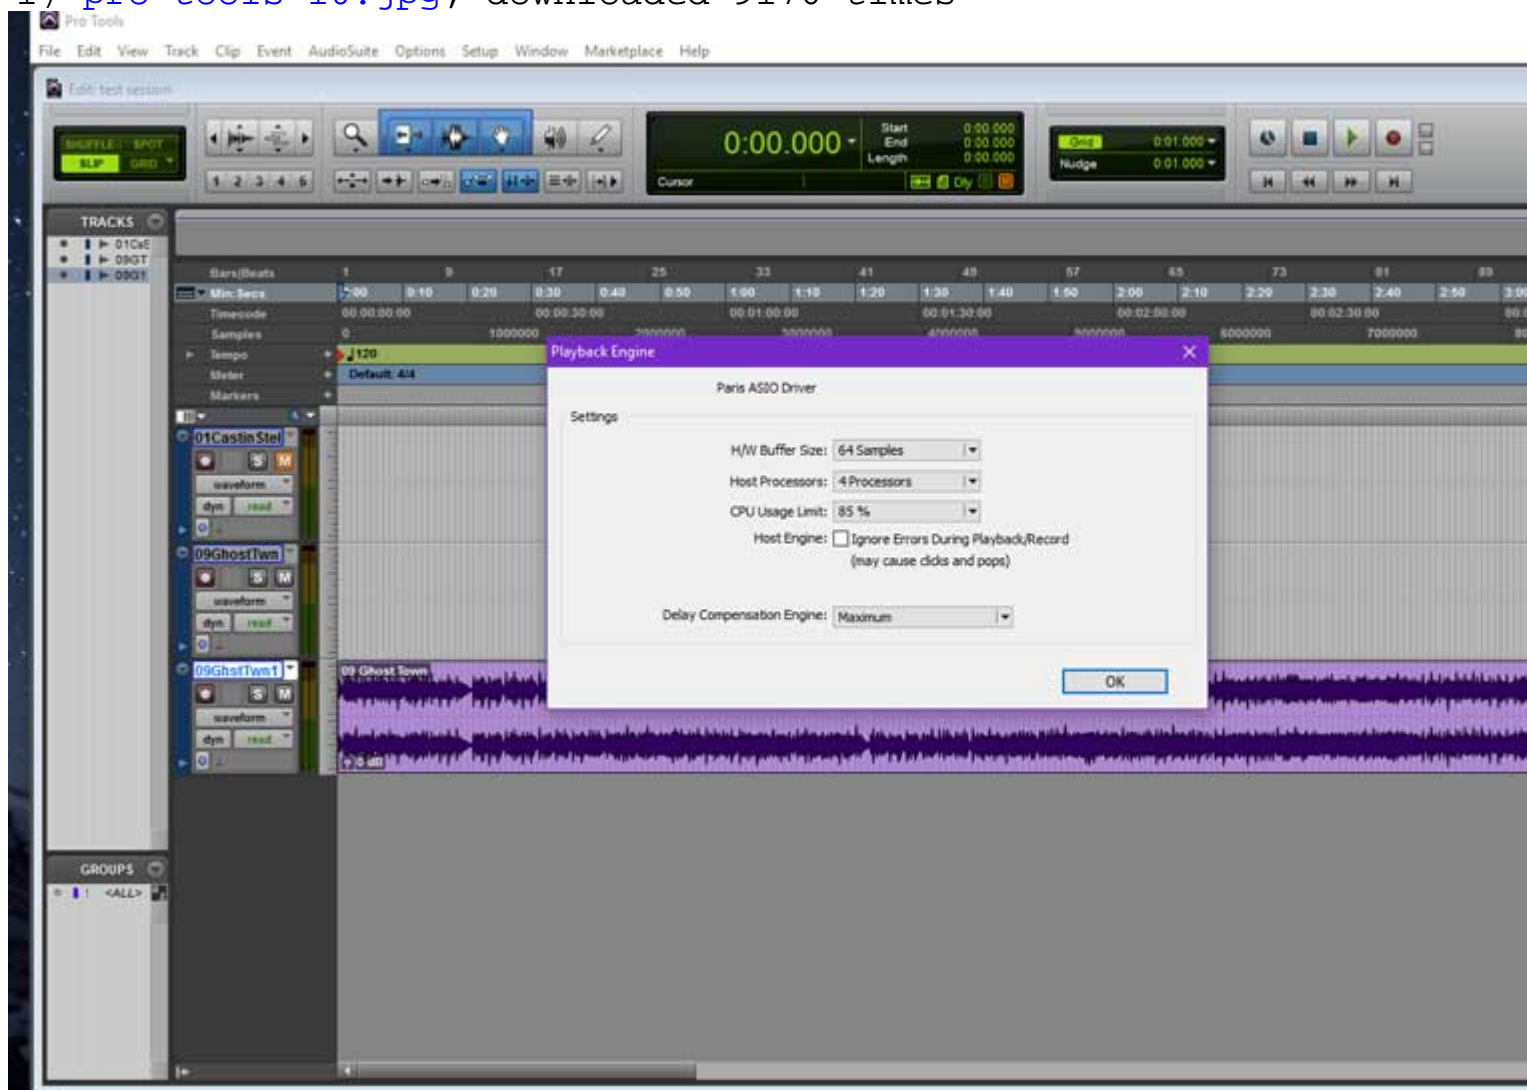 1) pro tools 10.jpg, downloaded 9170 times
Pro Tools
File Edit View Track Clip Event AudioSuite Options Setup Window Marketplace Help
Edit: test session
SHUFFLE SPOT
SLIP GRID
1 2 3 4 5
0:00.000
Start 0:00.000
End 0:00.000
Length 0:00.000
Cursor
Dly
Grid 0:01.000
Nudge 0:01.000
TRACKS
01CaS
09GT
09G1
Bars|Beats 1 9 17 25 33 41 49 57 65 73 81 89
Min:Secs 0:00 0:10 0:20 0:30 0:40 0:50 1:00 1:10 1:20 1:30 1:40 1:50 2:00 2:10 2:20 2:30 2:40 2:50 3:00
Timecode 00:00:00:00 00:00:30:00 00:01:00:00 00:01:30:00 00:02:00:00 00:02:30:00
Samples 0 1000000 2000000 3000000 4000000 5000000 6000000 7000000
Tempo 120
Meter Default: 4/4
Markers
Playback Engine
Paris ASIO Driver
Settings
H/W Buffer Size: 64 Samples
Host Processors: 4 Processors
CPU Usage Limit: 85 %
Host Engine: Ignore Errors During Playback/Record
(may cause clicks and pops)
Delay Compensation Engine: Maximum
OK
01CastinStel
S M
waveform
dyn read
09GhostTwn
S M
waveform
dyn read
09GhstTwn1
S M
waveform
dyn read
09 Ghost Town
0 dB
GROUPS
! <ALL>